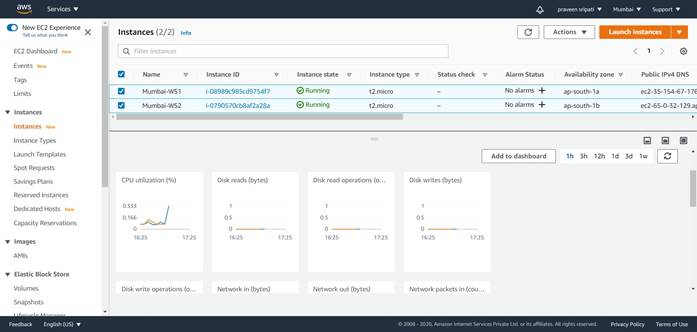 aws
Services
praveen sripati
Mumbai
Support
New EC2 Experience
Tell us what you think
EC2 Dashboard New
Events New
Tags
Limits
Instances
Instances New
Instance Types
Launch Templates
Spot Requests
Savings Plans
Reserved Instances
Dedicated Hosts New
Capacity Reservations
Images
AMIs
Elastic Block Store
Volumes
Snapshots
Lifecycle Manager
Instances (2/2) Info
Actions
Launch instances
Filter instances
1
Name Instance ID Instance state Instance type Status check Alarm Status Availability zone Public IPv4 DNS
Mumbai-WS1 i-08989c985cd9754f7 Running t2.micro – No alarms + ap-south-1a ec2-35-154-67-176
Mumbai-WS2 i-0790570cb8af2a28a Running t2.micro – No alarms + ap-south-1b ec2-65-0-32-129.ap
Add to dashboard 1h 3h 12h 1d 3d 1w
CPU utilization (%)
0.333
0.166
0
16:25 17:25
Disk reads (bytes)
1
0.5
0
16:25 17:25
Disk read operations (o...
1
0.5
0
16:25 17:25
Disk writes (bytes)
1
0.5
0
16:25 17:25
Disk write operations (o...
Network in (bytes)
Network out (bytes)
Network packets in (cou...
Feedback English (US) © 2008 - 2020, Amazon Internet Services Private Ltd. or its affiliates. All rights reserved. Privacy Policy Terms of Use